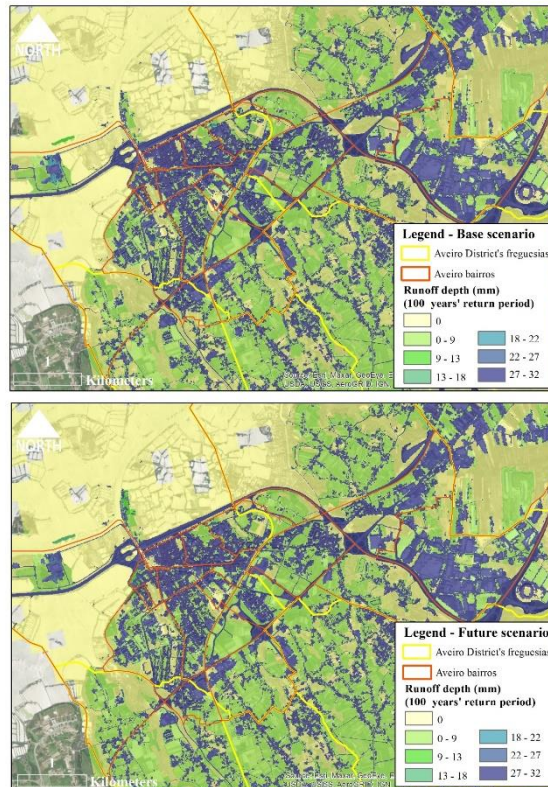 NORTH
Legend - Base scenario
Aveiro District's freguesias
Aveiro bairros
Runoff depth (mm)
(100 years' return period)
0
18 - 22
0 - 9
22 - 27
9 - 13
27 - 32
13 - 18
1
Kilometers
NORTH
Legend - Future scenario
Aveiro District's freguesias
Aveiro bairros
Runoff depth (mm)
(100 years' return period)
0
18 - 22
0 - 9
22 - 27
9 - 13
27 - 32
13 - 18
1
Kilometers